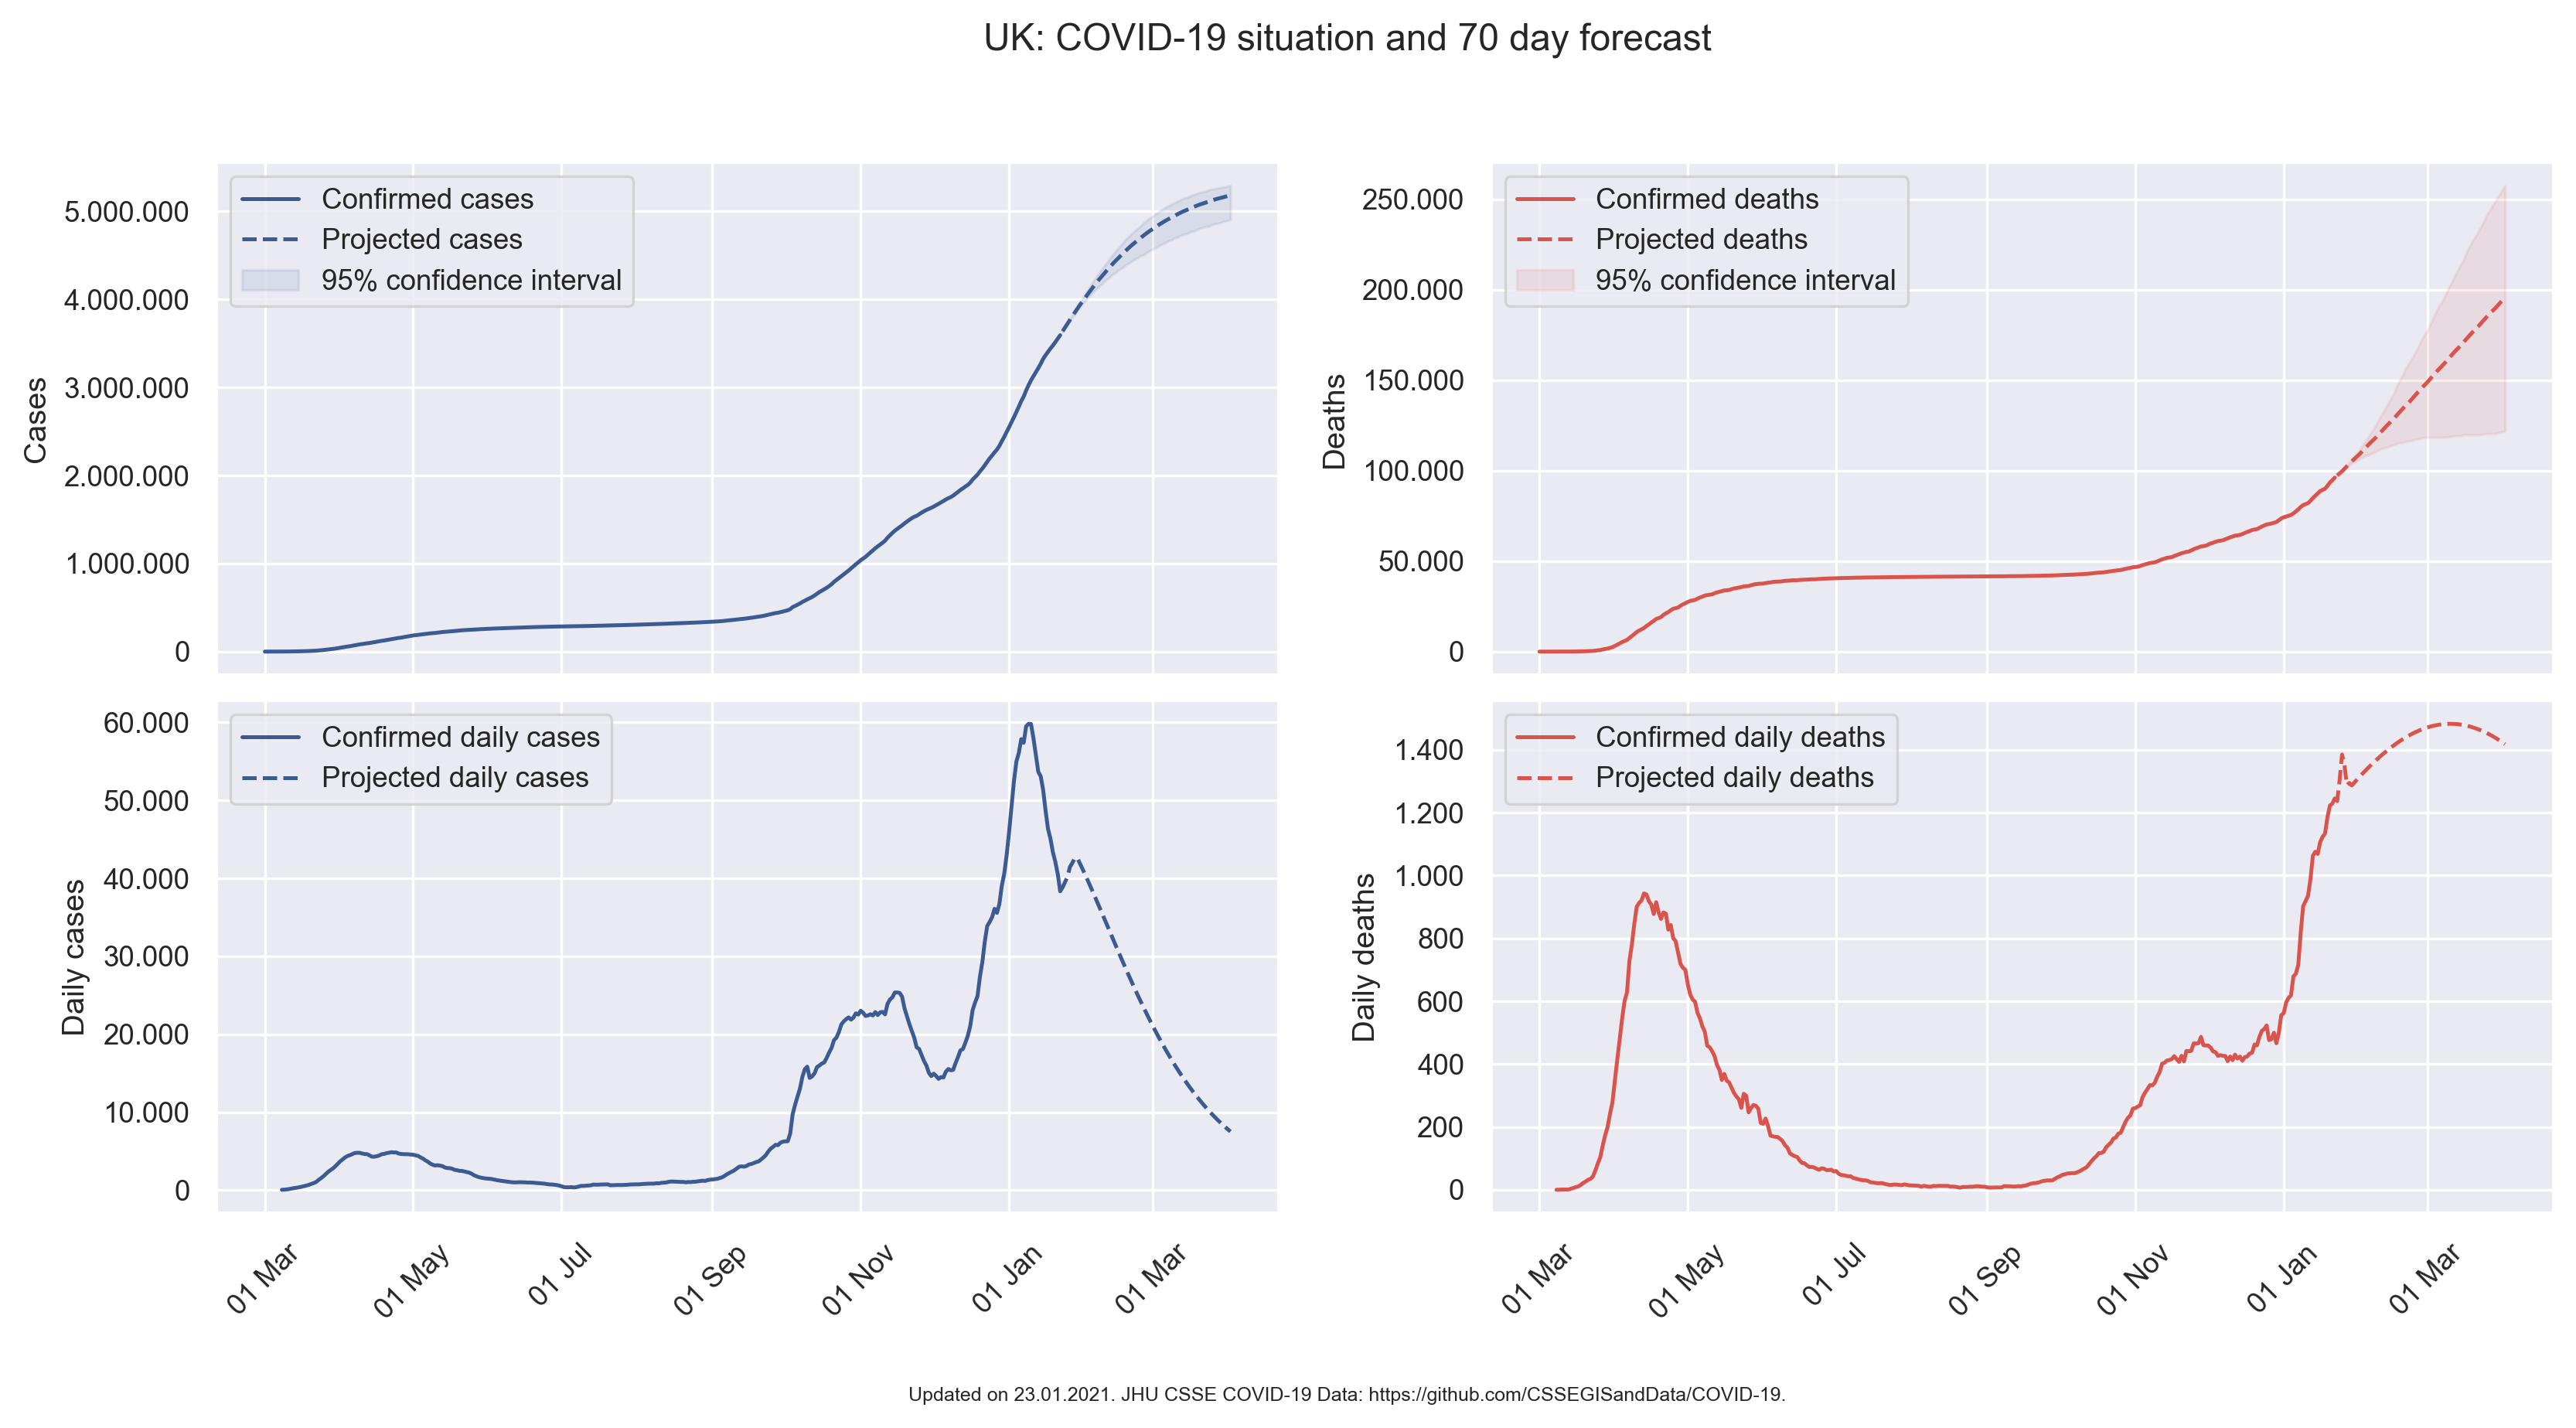 UK: COVID-19 situation and 70 day forecast
Cases
5.000.000
4.000.000
3.000.000
2.000.000
1.000.000
0
Confirmed cases
Projected cases
95% confidence interval
Deaths
250.000
200.000
150.000
100.000
50.000
0
Confirmed deaths
Projected deaths
95% confidence interval
Daily cases
60.000
50.000
40.000
30.000
20.000
10.000
0
Confirmed daily cases
Projected daily cases
01 Mar
01 May
01 Jul
01 Sep
01 Nov
01 Jan
01 Mar
Daily deaths
1.400
1.200
1.000
800
600
400
200
0
Confirmed daily deaths
Projected daily deaths
01 Mar
01 May
01 Jul
01 Sep
01 Nov
01 Jan
01 Mar
Updated on 23.01.2021. JHU CSSE COVID-19 Data: https://github.com/CSSEGISandData/COVID-19.